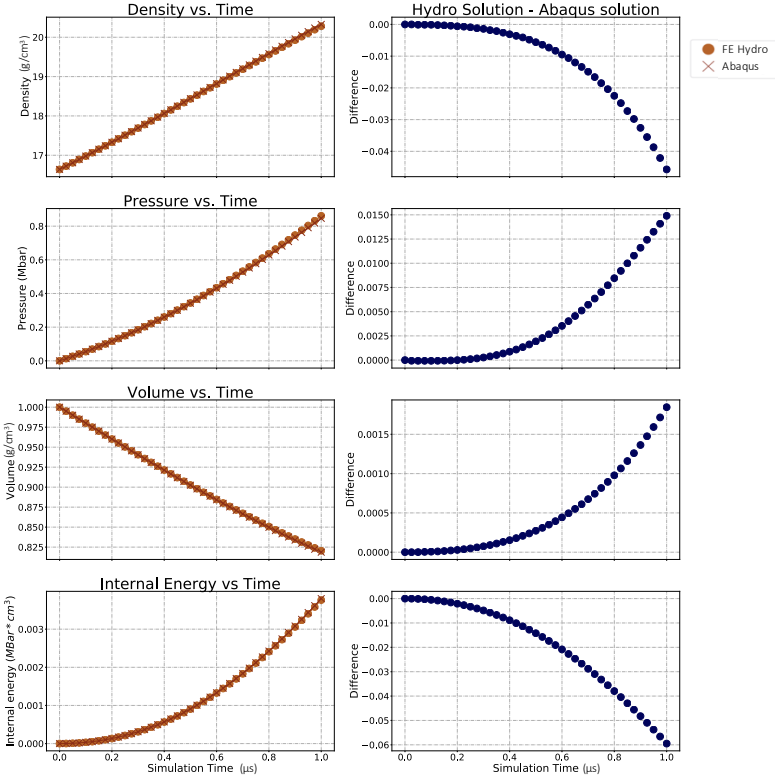 Density vs. Time
Hydro Solution - Abaqus solution
FE Hydro
Abaqus
Density (g/cm³)
20
19
18
17
Difference
0.00
−0.01
−0.02
−0.03
−0.04
Pressure vs. Time
Pressure (Mbar)
0.8
0.6
0.4
0.2
0.0
Difference
0.0150
0.0125
0.0100
0.0075
0.0050
0.0025
0.0000
Volume vs. Time
Volume(g/cm³)
1.000
0.975
0.950
0.925
0.900
0.875
0.850
0.825
Difference
0.0015
0.0010
0.0005
0.0000
Internal Energy vs Time
Internal energy (MBar * cm³)
0.003
0.002
0.001
0.000
0.0 0.2 0.4 0.6 0.8 1.0
Simulation Time (μs)
Difference
0.00
−0.01
−0.02
−0.03
−0.04
−0.05
−0.06
0.0 0.2 0.4 0.6 0.8 1.0
Simulation Time (μs)